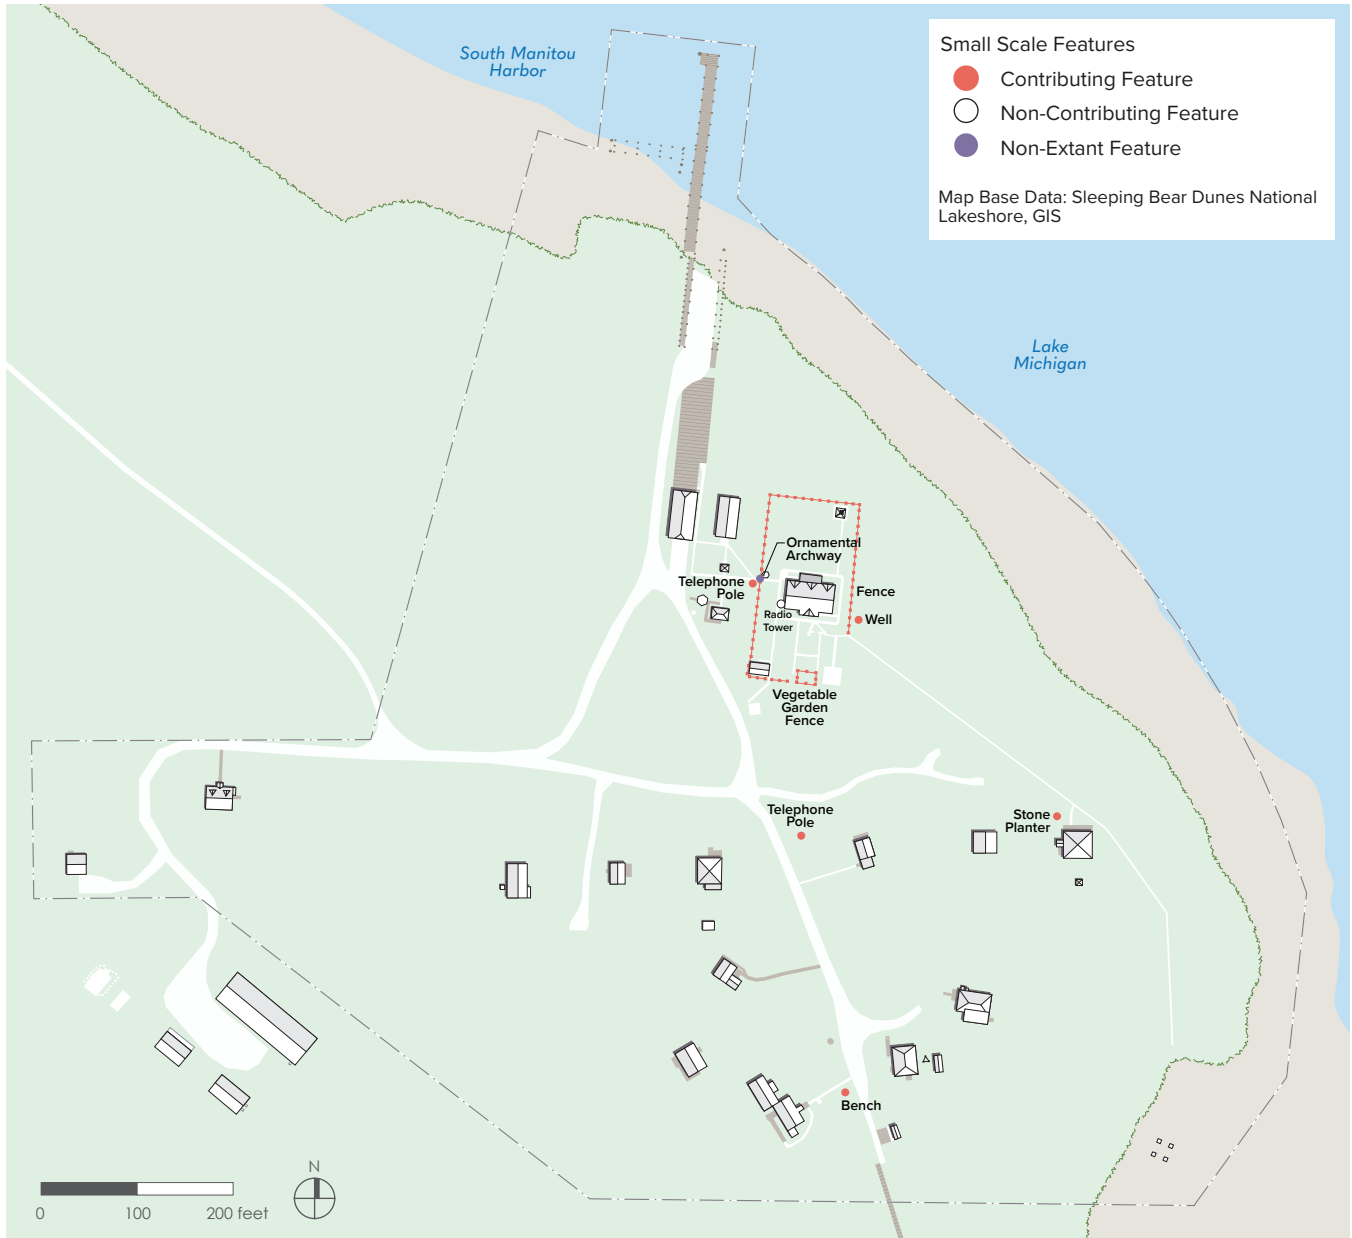 South Manitou
Harbor
Small Scale Features
Contributing Feature
Non-Contributing Feature
Non-Extant Feature
Map Base Data: Sleeping Bear Dunes National
Lakeshore, GIS
Lake
Michigan
Ornamental
Archway
Telephone
Pole
Fence
Radio
Tower
Well
Vegetable
Garden
Fence
Telephone
Pole
Stone
Planter
Bench
N
0 100 200 feet